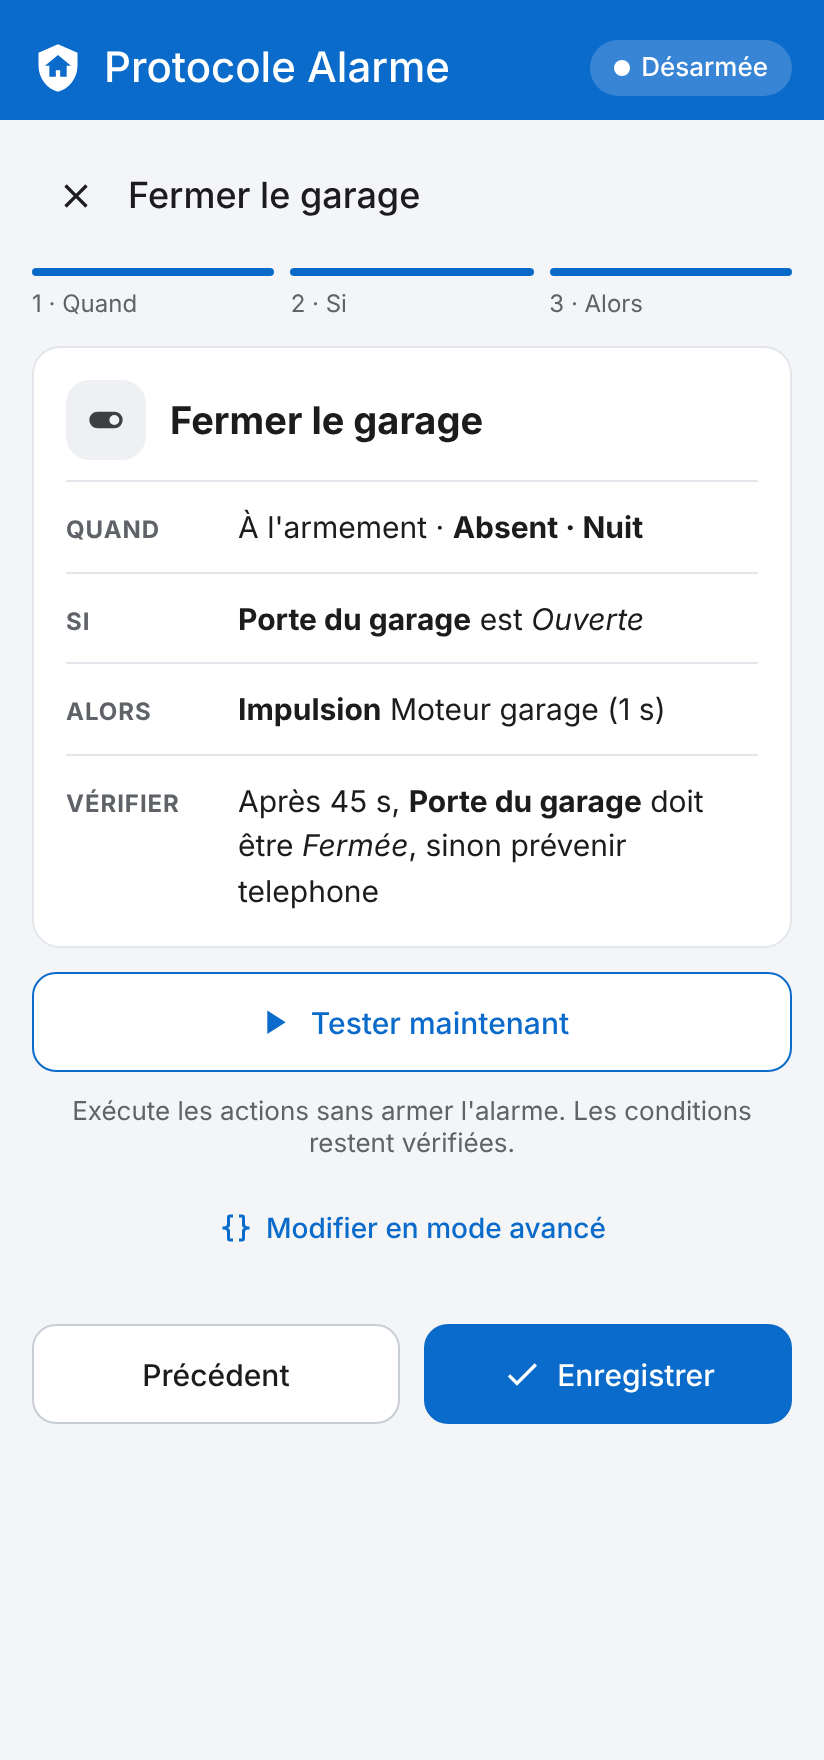 Protocole Alarme
Désarmée
Fermer le garage
1 · Quand
2 · Si
3 · Alors
Fermer le garage
QUAND
À l'armement · Absent · Nuit
SI
Porte du garage est Ouverte
ALORS
Impulsion Moteur garage (1 s)
VÉRIFIER
Après 45 s, Porte du garage doit
être Fermée, sinon prévenir
telephone
Tester maintenant
Exécute les actions sans armer l'alarme. Les conditions
restent vérifiées.
{} Modifier en mode avancé
Précédent
Enregistrer